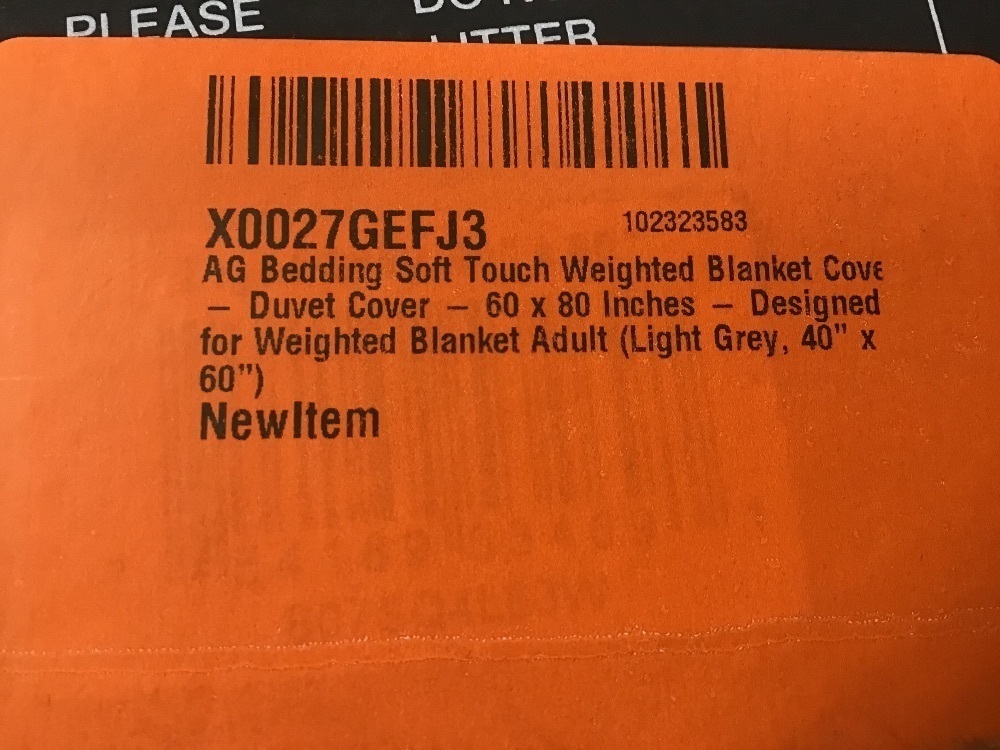 PLEASE
LITTER
X0027GEFJ3 102323583
AG Bedding Soft Touch Weighted Blanket Cove
– Duvet Cover – 60 x 80 Inches – Designed
for Weighted Blanket Adult (Light Grey, 40" x
60")
NewItem